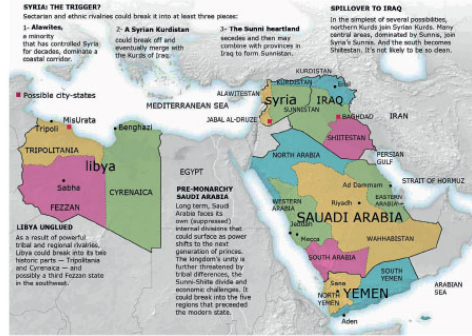 SYRIA: THE TRIGGER?
Sectarian and ethnic rivalries could break it into at least three pieces:
1- Alawites,
a minority
that has controlled Syria
for decades, dominate a
coastal corridor.
2- A Syrian Kurdistan
could break off and
eventually merge with
the Kurds of Iraq.
3- The Sunni heartland
secedes and then may
combine with provinces in
Iraq to form Sunnistan.
SPILLOVER TO IRAQ
In the simplest of several possibilities,
northern Kurds join Syrian Kurds. Many
central areas, dominated by Sunnis, join
Syria's Sunnis. And the south becomes
Shiitestan. It's not likely to be so clean.
Possible city-states
MEDITERRANEAN SEA
ALAWITESTAN
KURDISTAN
KURDISTAN
Erbil
syria
SUNNISTAN
IRAQ
BAGHDAD
IRAN
JABAL AL-DRUZE
SHIITESTAN
MisUrata
Tripoli
Benghazi
TRIPOLITANIA
libya
Sabha
CYRENAICA
FEZZAN
EGYPT
NORTH ARABIA
PERSIAN
GULF
STRAIT OF HORMUZ
Ad Dammam
EASTERN
ARABIA
WESTERN
ARABIA
Riyadh
SAUADI ARABIA
Jeddah
Mecca
WAHHABISTAN
SOUTH ARABIA
SOUTH
YEMEN
Sana
NORTH
YEMEN
YEMEN
Aden
ARABIAN
SEA
LIBYA UNGLUED
As a result of powerful
tribal and regional rivalries,
Libya could break into its two
historic parts — Tripolitania
and Cyrenaica — and
possibly a third Fezzan state
in the southwest.
PRE-MONARCHY
SAUDI ARABIA
Long term, Saudi
Arabia faces its
own (suppressed)
internal divisions that
could surface as power
shifts to the next
generation of princes.
The kingdom's unity is
further threatened by
tribal differences, the
Sunni-Shiite divide and
economic challenges. It
could break into the five
regions that preceeded
the modern state.